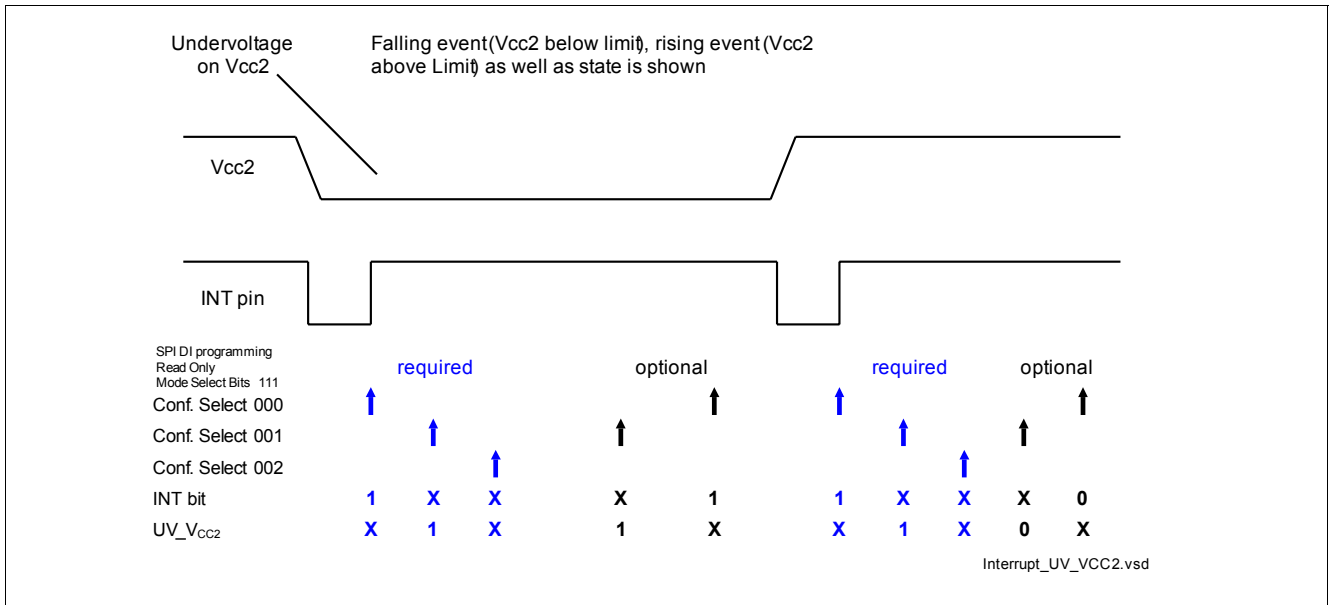 Undervoltage
on Vcc2
Falling event (Vcc2 below limit), rising event (Vcc2
above Limit) as well as state is shown
Vcc2
INT pin
SPI DI programming
Read Only
Mode Select Bits 111
required optional required optional
Conf. Select 000
Conf. Select 001
Conf. Select 002
INT bit 1 X X X 1 1 X X X 0
UV_VCC2 X 1 X 1 X X 1 X 0 X
Interrupt_UV_VCC2.vsd